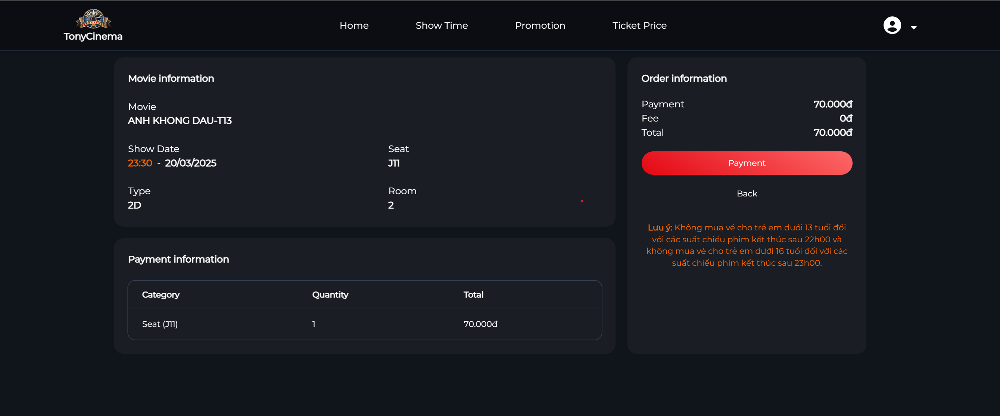 TonyCinema
Home
Show Time
Promotion
Ticket Price
Movie information
Movie
ANH KHONG DAU-T13
Show Date
23:30 - 20/03/2025
Seat
J11
Type
2D
Room
2
Payment information
Category Quantity Total
Seat (J11) 1 70.000đ
Order information
Payment 70.000đ
Fee 0đ
Total 70.000đ
Payment
Back
Lưu ý: Không mua vé cho trẻ em dưới 13 tuổi đối
với các suất chiếu phim kết thúc sau 22h00 và
không mua vé cho trẻ em dưới 16 tuổi đối với các
suất chiếu phim kết thúc sau 23h00.